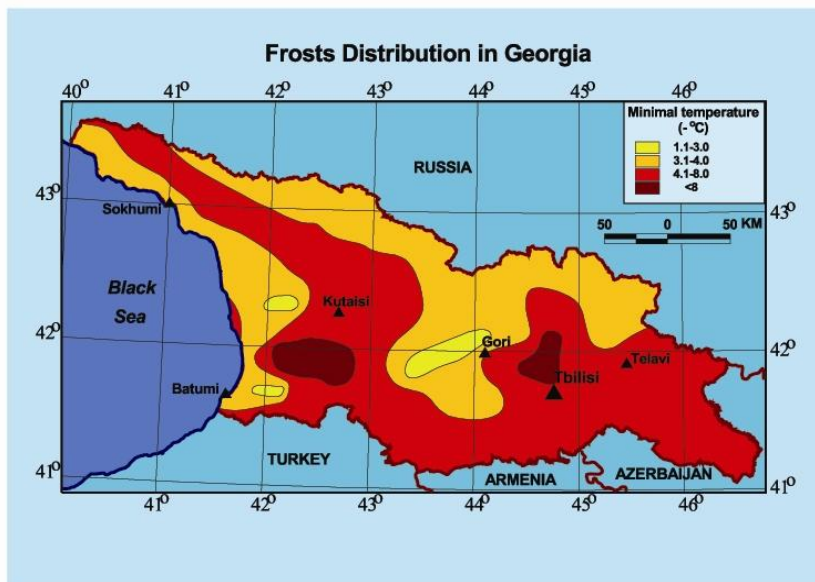 Frosts Distribution in Georgia
40⁰ 41⁰ 42⁰ 43⁰ 44⁰ 45⁰ 46⁰
Minimal temperature
(-⁰C)
1.1-3.0
3.1-4.0
4.1-8.0
<8
RUSSIA
43⁰ 43⁰
Sokhumi
50 0 50 KM
Black
Sea
Kutaisi
42⁰ 42⁰
Gori
Telavi
Tbilisi
Batumi
TURKEY
ARMENIA
AZERBAIJAN
41⁰ 41⁰
41⁰ 42⁰ 43⁰ 44⁰ 45⁰ 46⁰